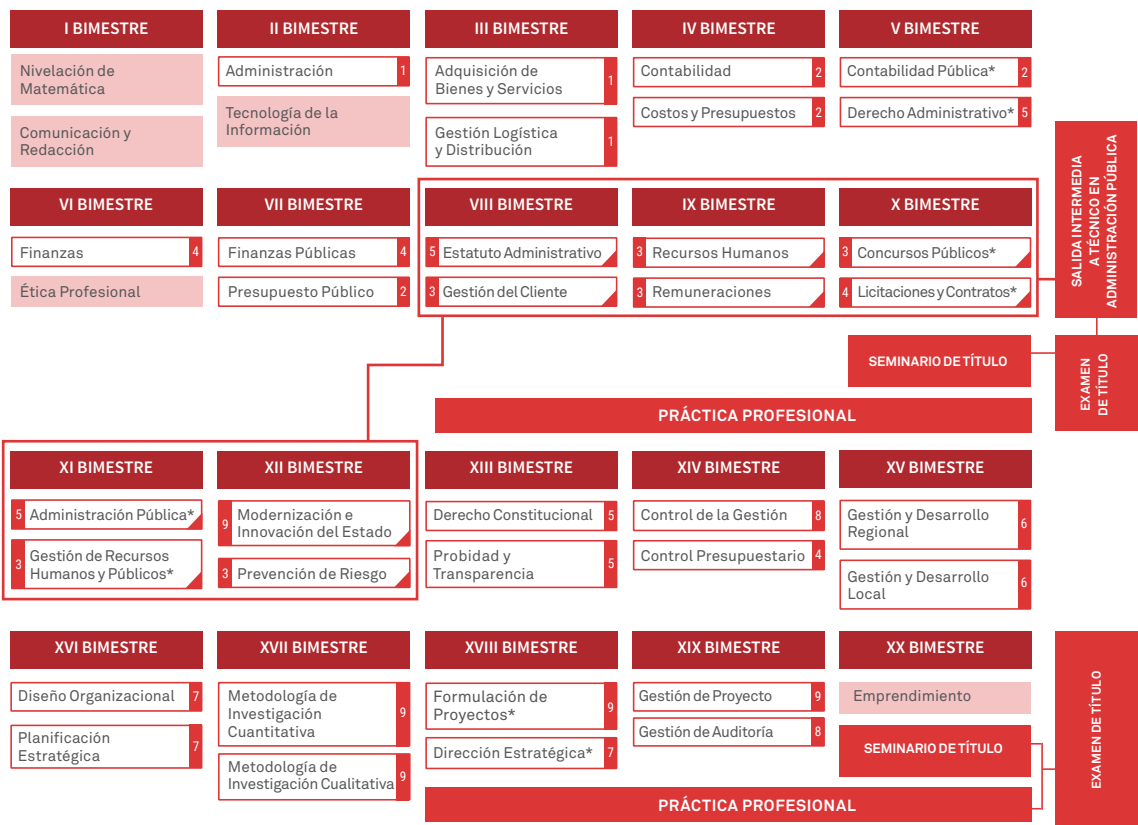 I BIMESTRE
Nivelación de
Matemática
Comunicación y
Redacción
II BIMESTRE
Administración 1
Tecnología de la
Información
III BIMESTRE
Adquisición de
Bienes y Servicios
1
Gestión Logística
y Distribución
1
IV BIMESTRE
Contabilidad 2
Costos y Presupuestos 2
V BIMESTRE
Contabilidad Pública* 2
Derecho Administrativo* 5
SALIDA INTERMEDIA
A TÉCNICO EN
ADMINISTRACIÓN PÚBLICA
VI BIMESTRE
Finanzas 4
Ética Profesional
VII BIMESTRE
Finanzas Públicas 4
Presupuesto Público 2
VIII BIMESTRE
5 Estatuto Administrativo
3 Gestión del Cliente
IX BIMESTRE
3 Recursos Humanos
3 Remuneraciones
X BIMESTRE
3 Concursos Públicos*
4 Licitaciones y Contratos*
SEMINARIO DE TÍTULO
EXAMEN
DE TÍTULO
PRÁCTICA PROFESIONAL
XI BIMESTRE
5 Administración Pública*
3
Gestión de Recursos
Humanos y Públicos*
XII BIMESTRE
9
Modernización e
Innovación del Estado
3 Prevención de Riesgo
XIII BIMESTRE
Derecho Constitucional 5
Probidad y
Transparencia
5
XIV BIMESTRE
Control de la Gestión 8
Control Presupuestario 4
XV BIMESTRE
Gestión y Desarrollo
Regional
6
Gestión y Desarrollo
Local
6
XVI BIMESTRE
Diseño Organizacional 7
Planificación
Estratégica
7
XVII BIMESTRE
Metodología de
Investigación
Cuantitativa
9
Metodología de
Investigación Cualitativa
9
XVIII BIMESTRE
Formulación de
Proyectos*
9
Dirección Estratégica* 7
XIX BIMESTRE
Gestión de Proyecto 9
Gestión de Auditoría 8
XX BIMESTRE
Emprendimiento
SEMINARIO DE TÍTULO
EXAMEN DE TÍTULO
PRÁCTICA PROFESIONAL